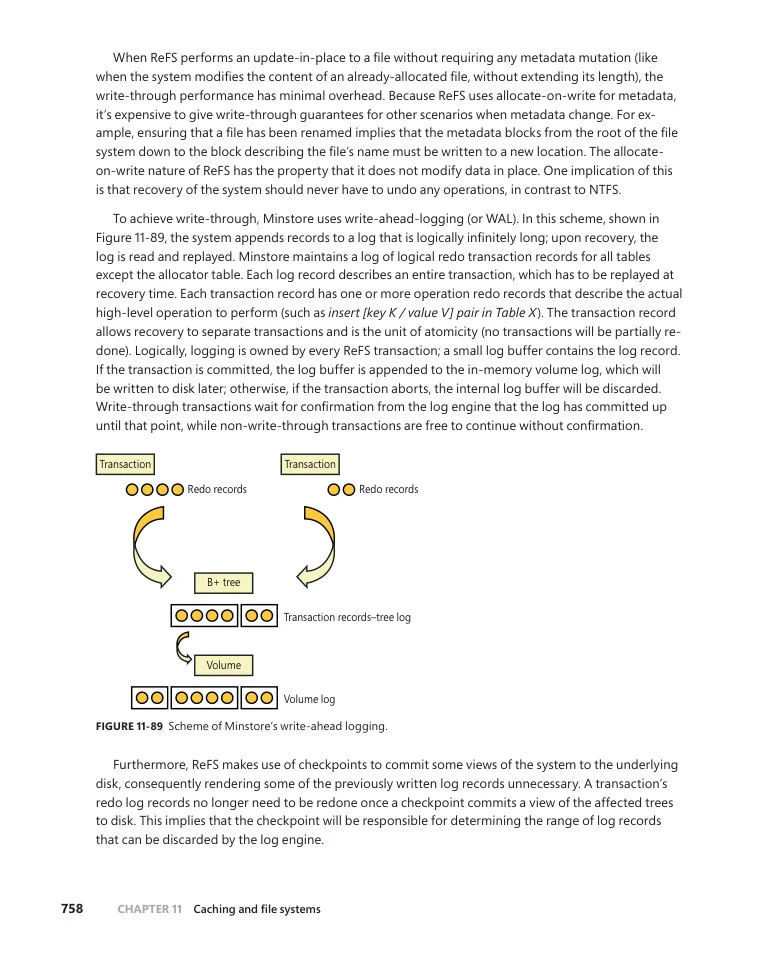 When ReFS performs an update-in-place to a file without requiring any metadata mutation (like
when the system modifies the content of an already-allocated file, without extending its length), the
write-through performance has minimal overhead. Because ReFS uses allocate-on-write for metadata,
it's expensive to give write-through guarantees for other scenarios when metadata change. For ex-
ample, ensuring that a file has been renamed implies that the metadata blocks from the root of the file
system down to the block describing the file's name must be written to a new location. The allocate-
on-write nature of ReFS has the property that it does not modify data in place. One implication of this
is that recovery of the system should never have to undo any operations, in contrast to NTFS.
To achieve write-through, Minstore uses write-ahead-logging (or WAL). In this scheme, shown in
Figure 11-89, the system appends records to a log that is logically infinitely long; upon recovery, the
log is read and replayed. Minstore maintains a log of logical redo transaction records for all tables
except the allocator table. Each log record describes an entire transaction, which has to be replayed at
recovery time. Each transaction record has one or more operation redo records that describe the actual
high-level operation to perform (such as insert [key K / value V] pair in Table X). The transaction record
allows recovery to separate transactions and is the unit of atomicity (no transactions will be partially re-
done). Logically, logging is owned by every ReFS transaction; a small log buffer contains the log record.
If the transaction is committed, the log buffer is appended to the in-memory volume log, which will
be written to disk later; otherwise, if the transaction aborts, the internal log buffer will be discarded.
Write-through transactions wait for confirmation from the log engine that the log has committed up
until that point, while non-write-through transactions are free to continue without confirmation.
Transaction
Transaction
Redo records
Redo records
B+ tree
Transaction records–tree log
Volume
Volume log
FIGURE 11-89 Scheme of Minstore's write-ahead logging.
Furthermore, ReFS makes use of checkpoints to commit some views of the system to the underlying
disk, consequently rendering some of the previously written log records unnecessary. A transaction's
redo log records no longer need to be redone once a checkpoint commits a view of the affected trees
to disk. This implies that the checkpoint will be responsible for determining the range of log records
that can be discarded by the log engine.
758 CHAPTER 11 Caching and file systems